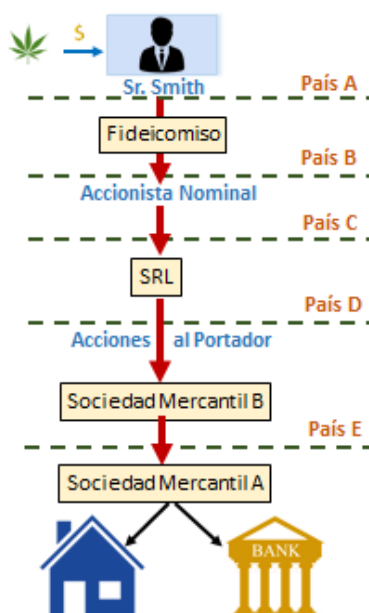 $
Sr. Smith
País A
Fideicomiso
País B
Accionista Nominal
País C
SRL
País D
Acciones al Portador
Sociedad Mercantil B
País E
Sociedad Mercantil A
BANK